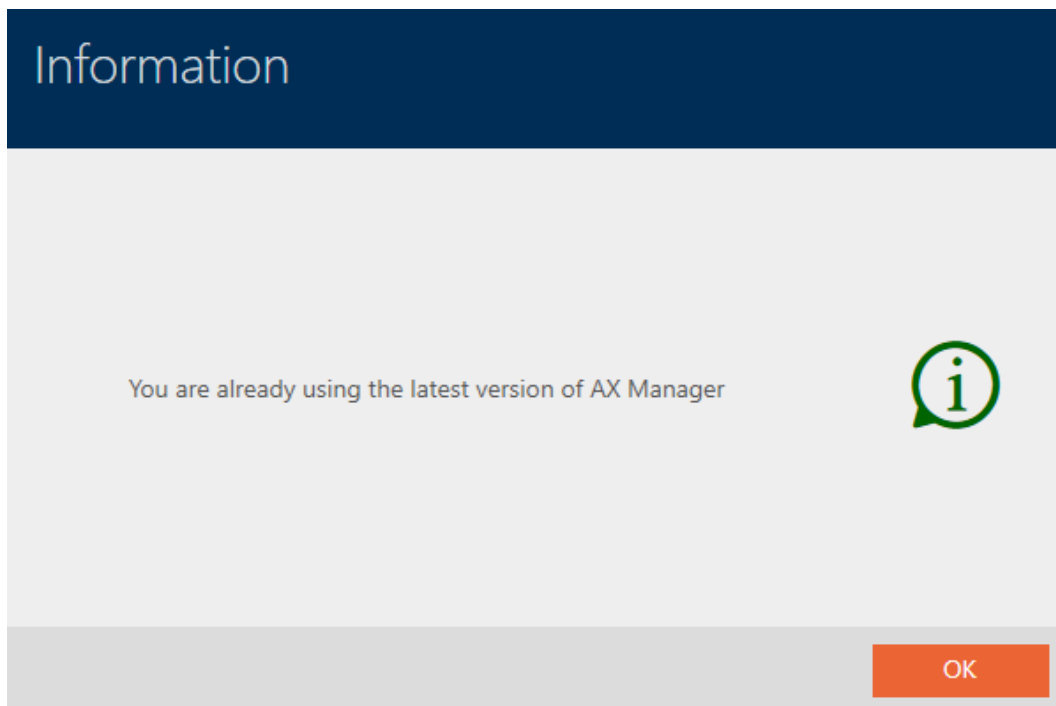 Information
You are already using the latest version of AX Manager
i
OK